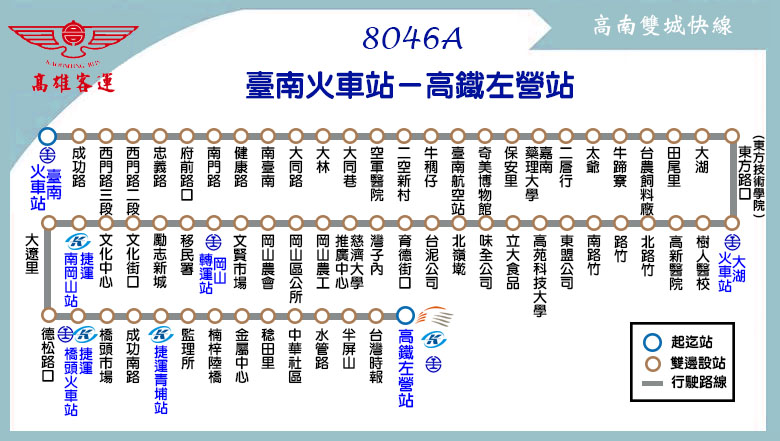 高南雙城快線
KAOHSIUNG BUS
高雄客運
8046A
臺南火車站－高鐵左營站
臺南火車站
成功路
西門路三段
西門路二段
忠義路
府前路口
南門路
健康路
南臺南
大同路
大林
大同巷
空軍醫院
二空新村
牛稠仔
臺南航空站
奇美博物館
保安里
嘉南藥理大學
二層行
太爺
牛蹄寮
台農飼料廠
田尾里
大湖
東方路口
(東方技術學院)
大湖火車站
樹人醫校
高新醫院
北路竹
路竹
南路竹
東盟公司
高苑科技大學
立大食品
味全公司
北嶺墘
台泥公司
育德街口
灣子內
慈濟大學推廣中心
岡山農工
岡山區公所
岡山農會
文賢市場
岡山轉運站
移民署
勵志新城
文化街口
文化中心
捷運南岡山站
大遼里
德松路口
捷運橋頭火車站
橋頭市場
成功南路
捷運青埔站
監理所
楠梓陸橋
金屬中心
稔田里
中華社區
水管路
半屏山
台灣時報
高鐵左營站
起迄站
雙邊設站
行駛路線